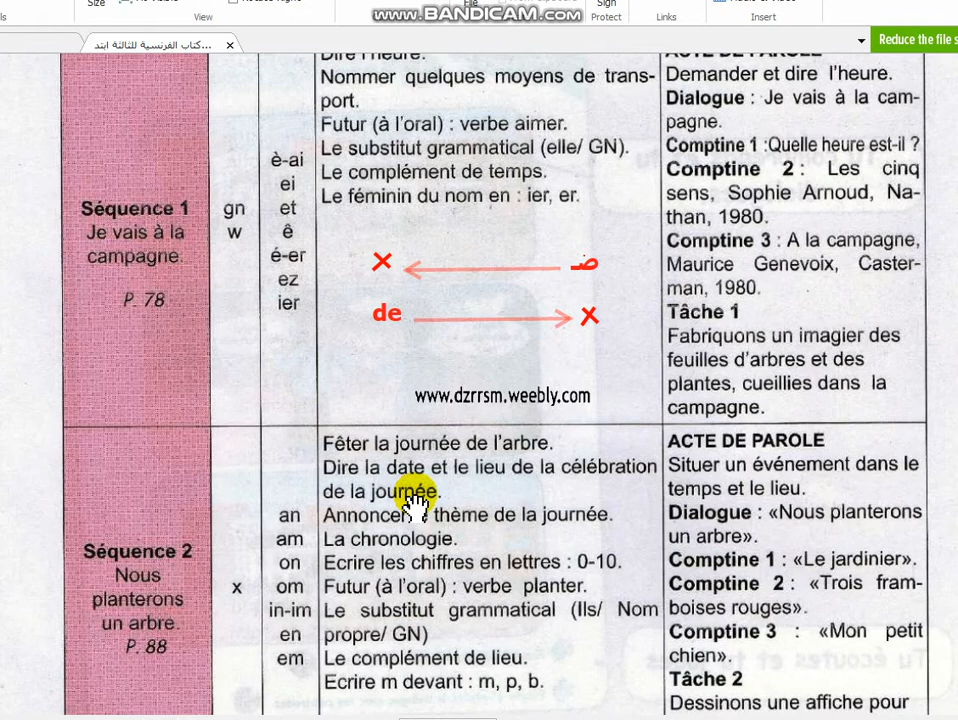 Size
View
File
Sign
Protect
Links
Insert
www.BANDICAM.com
كتاب الفرنسية للثالثة ابتد...
Reduce the file s
Séquence 1
Je vais à la
campagne.
P. 78
gn
w
è-ai
ei
et
ê
é-er
ez
ier
Dire l'heure.
Nommer quelques moyens de trans-
port.
Futur (à l'oral) : verbe aimer.
Le substitut grammatical (elle/ GN).
Le complément de temps.
Le féminin du nom en : ier, er.
de
www.dzrrsm.weebly.com
ACTE DE PAROLE
Demander et dire l'heure.
Dialogue : Je vais à la cam-
pagne.
Comptine 1 :Quelle heure est-il ?
Comptine 2 : Les cinq
sens, Sophie Arnoud, Na-
than, 1980.
Comptine 3 : A la campagne,
Maurice Genevoix, Caster-
man, 1980.
Tâche 1
Fabriquons un imagier des
feuilles d'arbres et des
plantes, cueillies dans la
campagne.
Séquence 2
Nous
planterons
un arbre.
P. 88
x
an
am
on
om
in-im
en
em
Fêter la journée de l'arbre.
Dire la date et le lieu de la célébration
de la journée.
Annoncer thème de la journée.
La chronologie.
Ecrire les chiffres en lettres : 0-10.
Futur (à l'oral) : verbe planter.
Le substitut grammatical (Ils/ Nom
propre/ GN)
Le complément de lieu.
Ecrire m devant : m, p, b.
ACTE DE PAROLE
Situer un événement dans le
temps et le lieu.
Dialogue : «Nous planterons
un arbre».
Comptine 1 : «Le jardinier».
Comptine 2 : «Trois fram-
boises rouges».
Comptine 3 : «Mon petit
chien».
Tâche 2
Dessinons une affiche pour